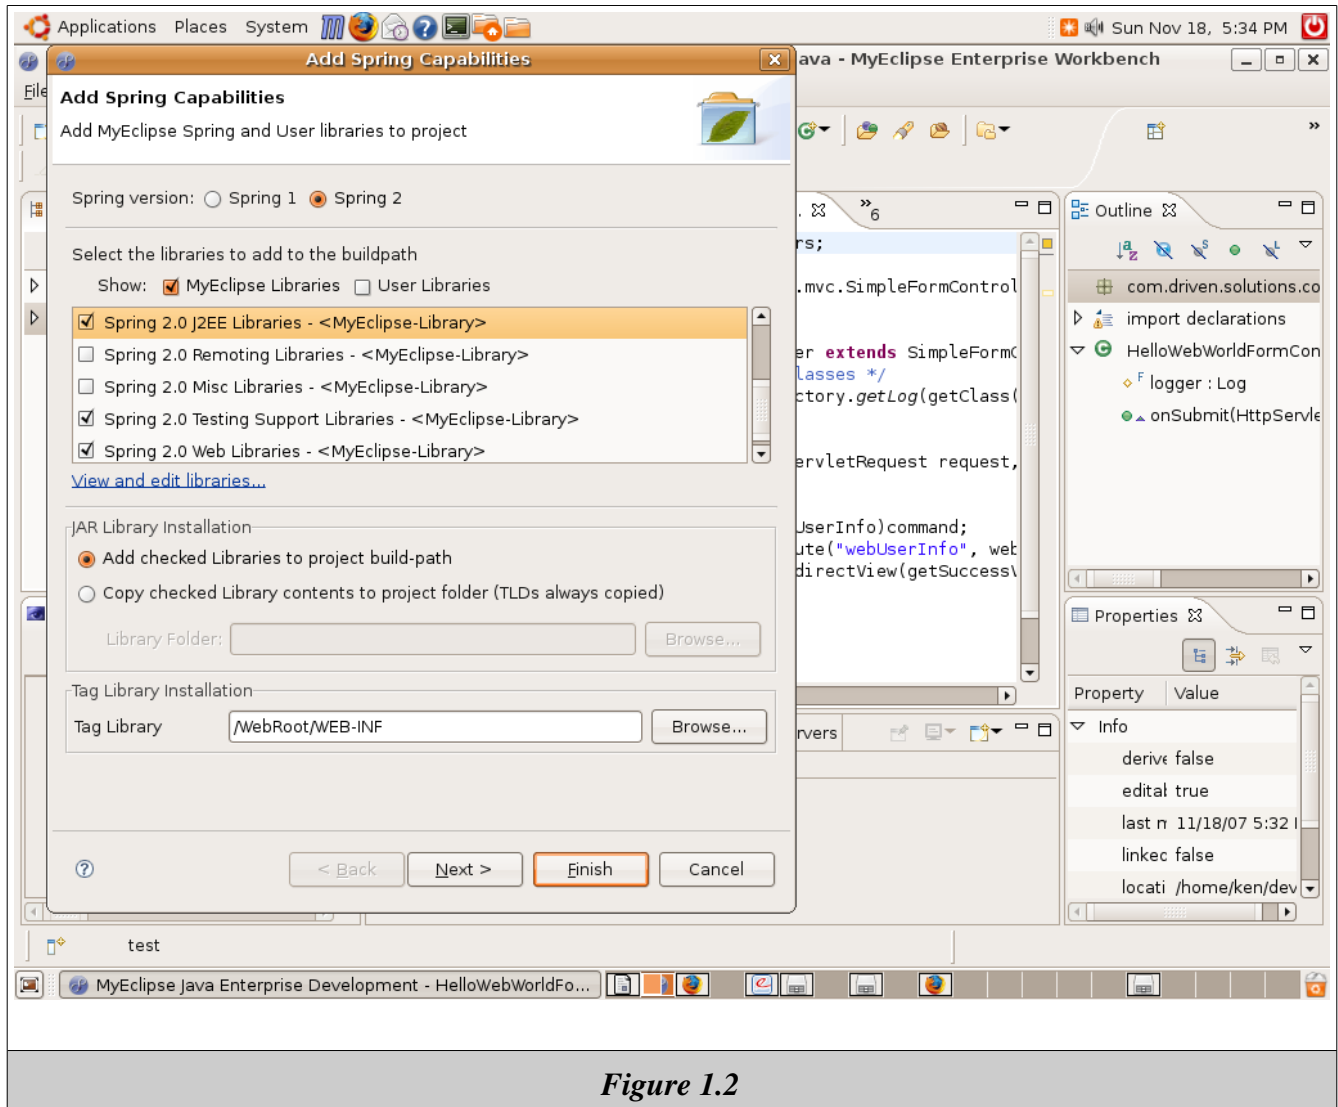 Applications Places System Sun Nov 18, 5:34 PM
Add Spring Capabilities
ava - MyEclipse Enterprise Workbench
File
Add Spring Capabilities
Add MyEclipse Spring and User libraries to project
Spring version: Spring 1 Spring 2
Select the libraries to add to the buildpath
Show: MyEclipse Libraries User Libraries
Spring 2.0 J2EE Libraries - <MyEclipse-Library>
Spring 2.0 Remoting Libraries - <MyEclipse-Library>
Spring 2.0 Misc Libraries - <MyEclipse-Library>
Spring 2.0 Testing Support Libraries - <MyEclipse-Library>
Spring 2.0 Web Libraries - <MyEclipse-Library>
View and edit libraries...
JAR Library Installation
Add checked Libraries to project build-path
Copy checked Library contents to project folder (TLDs always copied)
Library Folder: Browse...
Tag Library Installation
Tag Library /WebRoot/WEB-INF Browse...
< Back Next > Finish Cancel
6
rs;
.mvc.SimpleFormControl
er extends SimpleFormC
lasses */
ctory.getLog(getClass(
ervletRequest request,
UserInfo)command;
ute("webUserInfo", web
directView(getSuccessV
rvers
Outline
com.driven.solutions.co
import declarations
HelloWebWorldFormCon
F logger : Log
onSubmit(HttpServle
Properties
Property Value
Info
derive false
editab true
last m 11/18/07 5:32
linked false
locati /home/ken/dev
test
MyEclipse Java Enterprise Development - HelloWebWorldFo...
Figure 1.2